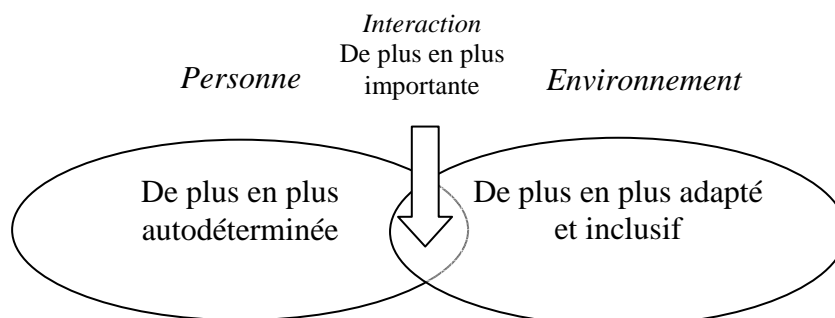 Interaction
De plus en plus
importante
Personne
Environnement
De plus en plus
autodéterminée
De plus en plus adapté
et inclusif